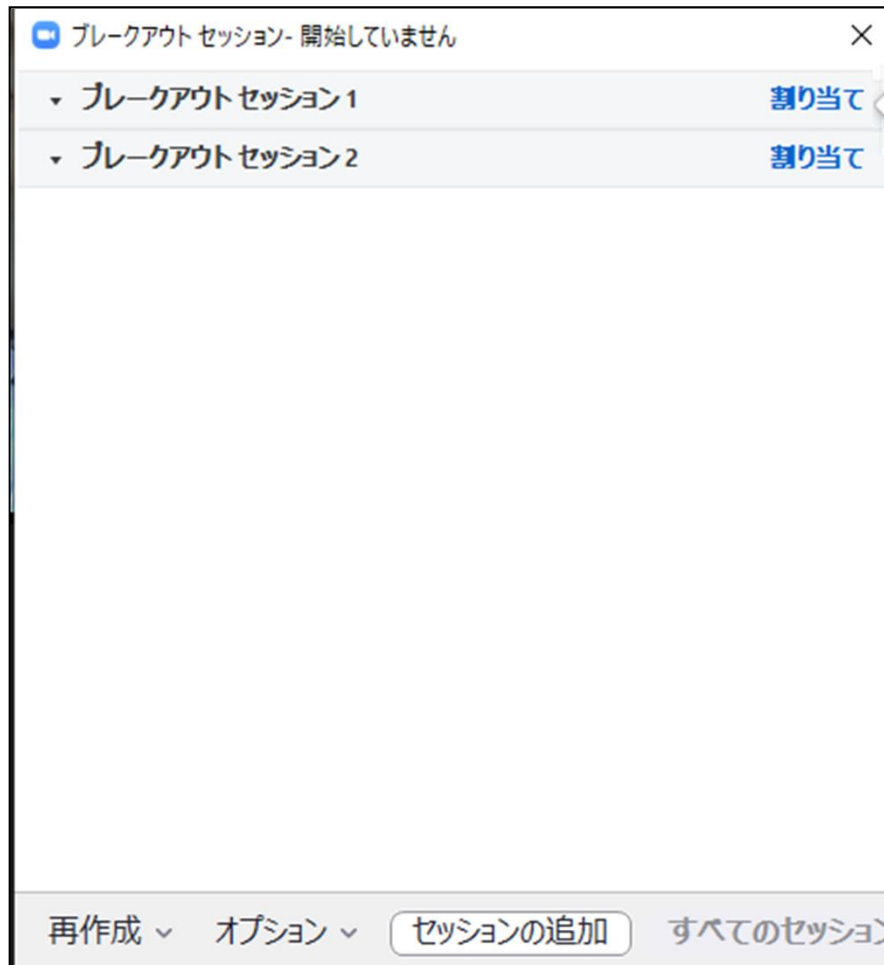 ブレークアウト セッション- 開始していません
ブレークアウト セッション 1 割り当て
ブレークアウト セッション 2 割り当て
再作成 オプション セッションの追加 すべてのセッション